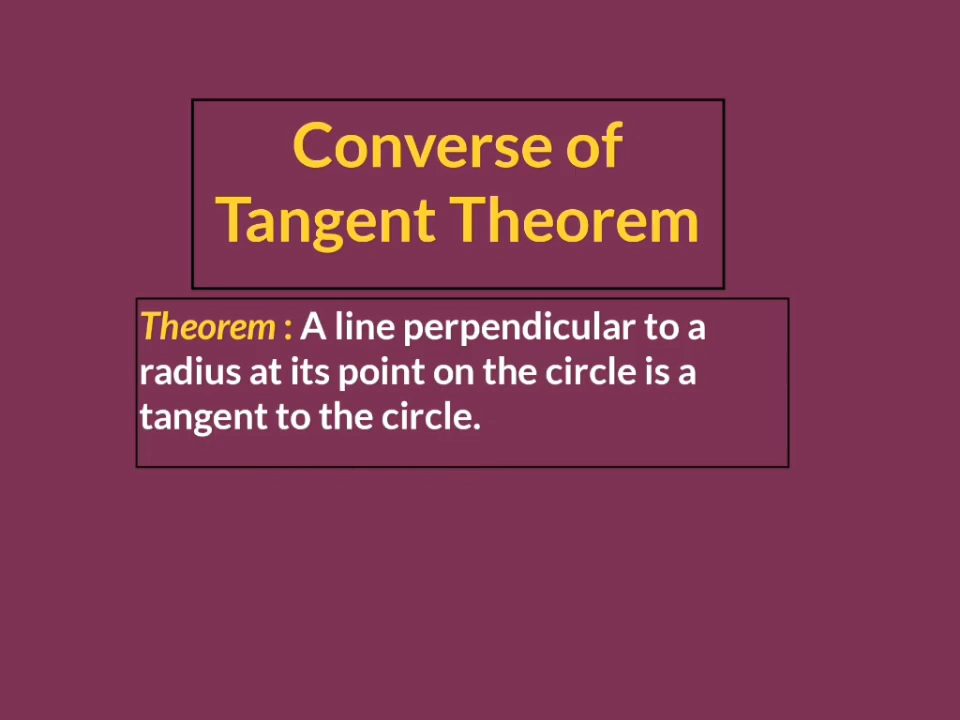 Converse of
Tangent Theorem
Theorem : A line perpendicular to a
radius at its point on the circle is a
tangent to the circle.